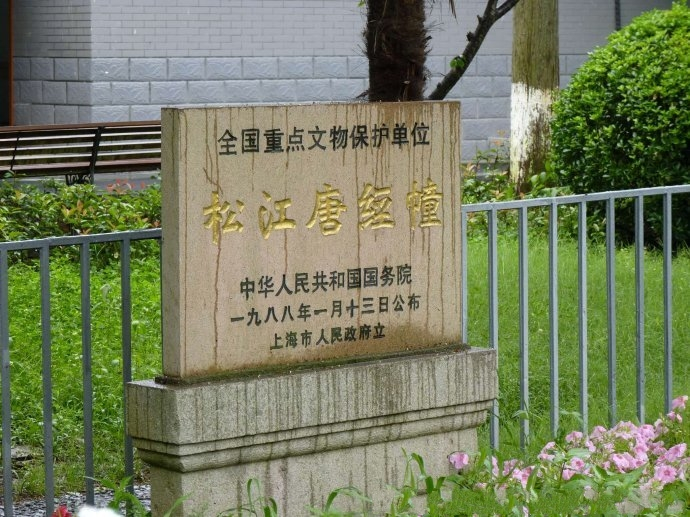 全国重点文物保护单位
松江唐经幢
中华人民共和国国务院
一九八八年一月十三日公布
上海市人民政府立